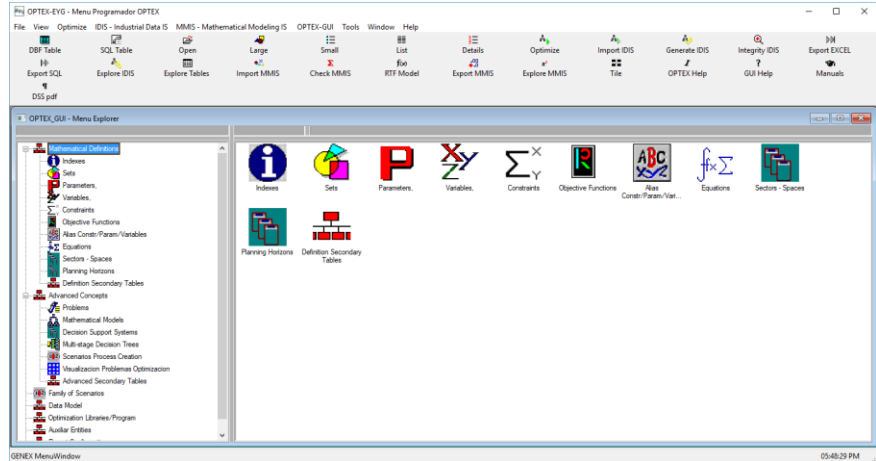 OPTEX-EYG - Menu Programador OPTEX
File View Optimize IDIS - Industrial Data IS MMIS - Mathematical Modeling IS OPTEX-GUI Tools Window Help
DBF Table SQL Table Open Large Small List Details Optimize Import IDIS Generate IDIS Integrity IDIS Export EXCEL
Export SQL Explore IDIS Explore Tables Import MMIS Check MMIS RTF Model Export MMIS Explore MMIS Tile OPTEX Help GUI Help Manuals
DSS pdf
OPTEX_GUI - Menu Explorer
Mathematical Definitions
Indexes
Sets
Parameters,
Variables,
Constraints
Objective Functions
Alias Constr/Param/Variables
Equations
Sectors - Spaces
Planning Horizons
Definition Secondary Tables
Advanced Concepts
Problems
Mathematical Models
Decision Support Systems
Multi-stage Decision Trees
Scenarios Process Creation
Visualizacion Problemas Optimizacion
Advanced Secondary Tables
Family of Scenarios
Data Model
Optimization Libraries/Program
Auxiliar Entities
Indexes Sets Parameters, Variables, Constraints Objective Functions Alias Equations Sectors - Spaces
Constr/Param/Vari...
Planning Horizons Definition Secondary
Tables
GENEX MenuWindow 05:48:29 PM